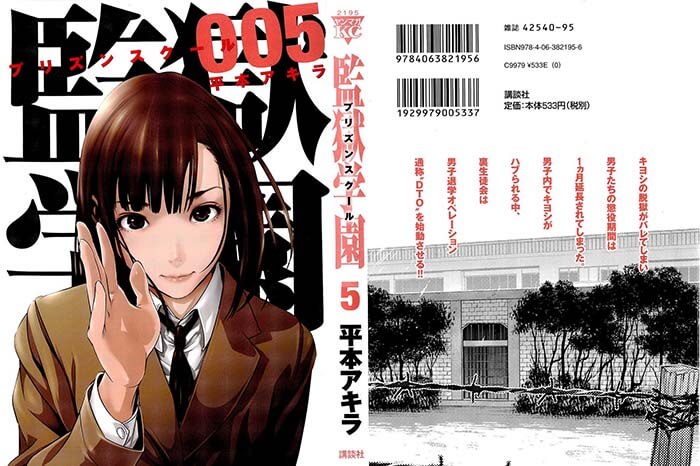 監獄学園
プリズンスクール
005
平本アキラ
2195
ヤンマガ
KC
監獄学園
プリズンスクール
5
平本アキラ
講談社
9784063821956
1929979005337
雑誌 42540-95
ISBN978-4-06-382195-6
C9979 ¥533E (0)
講談社
定価:本体533円(税別)
キヨシの脱獄がバレてしまい
男子たちの懲役期間は
1ヵ月延長されてしまった。
男子内でキヨシが
ハブられる中、
裏生徒会は
男子退学オペレーション
通称“DTO”を始動させる!!